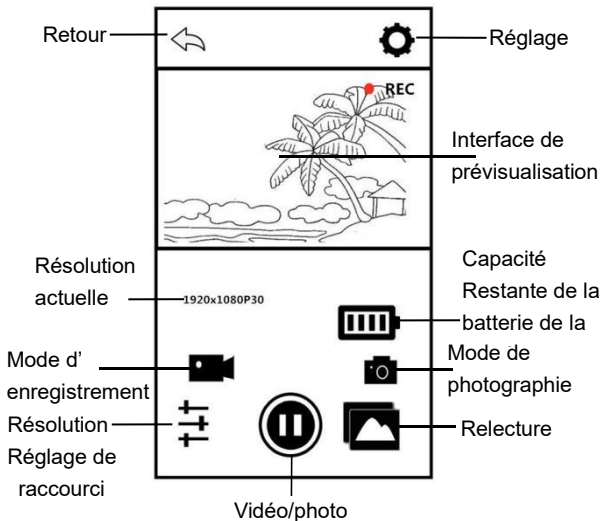 Retour
Réglage
REC
Interface de
prévisualisation
Résolution
actuelle
1920x1080P30
Capacité
Restante de la
batterie de la
Mode d’
enregistrement
Mode de
photographie
Résolution
Réglage de
raccourci
Relecture
Vidéo/photo